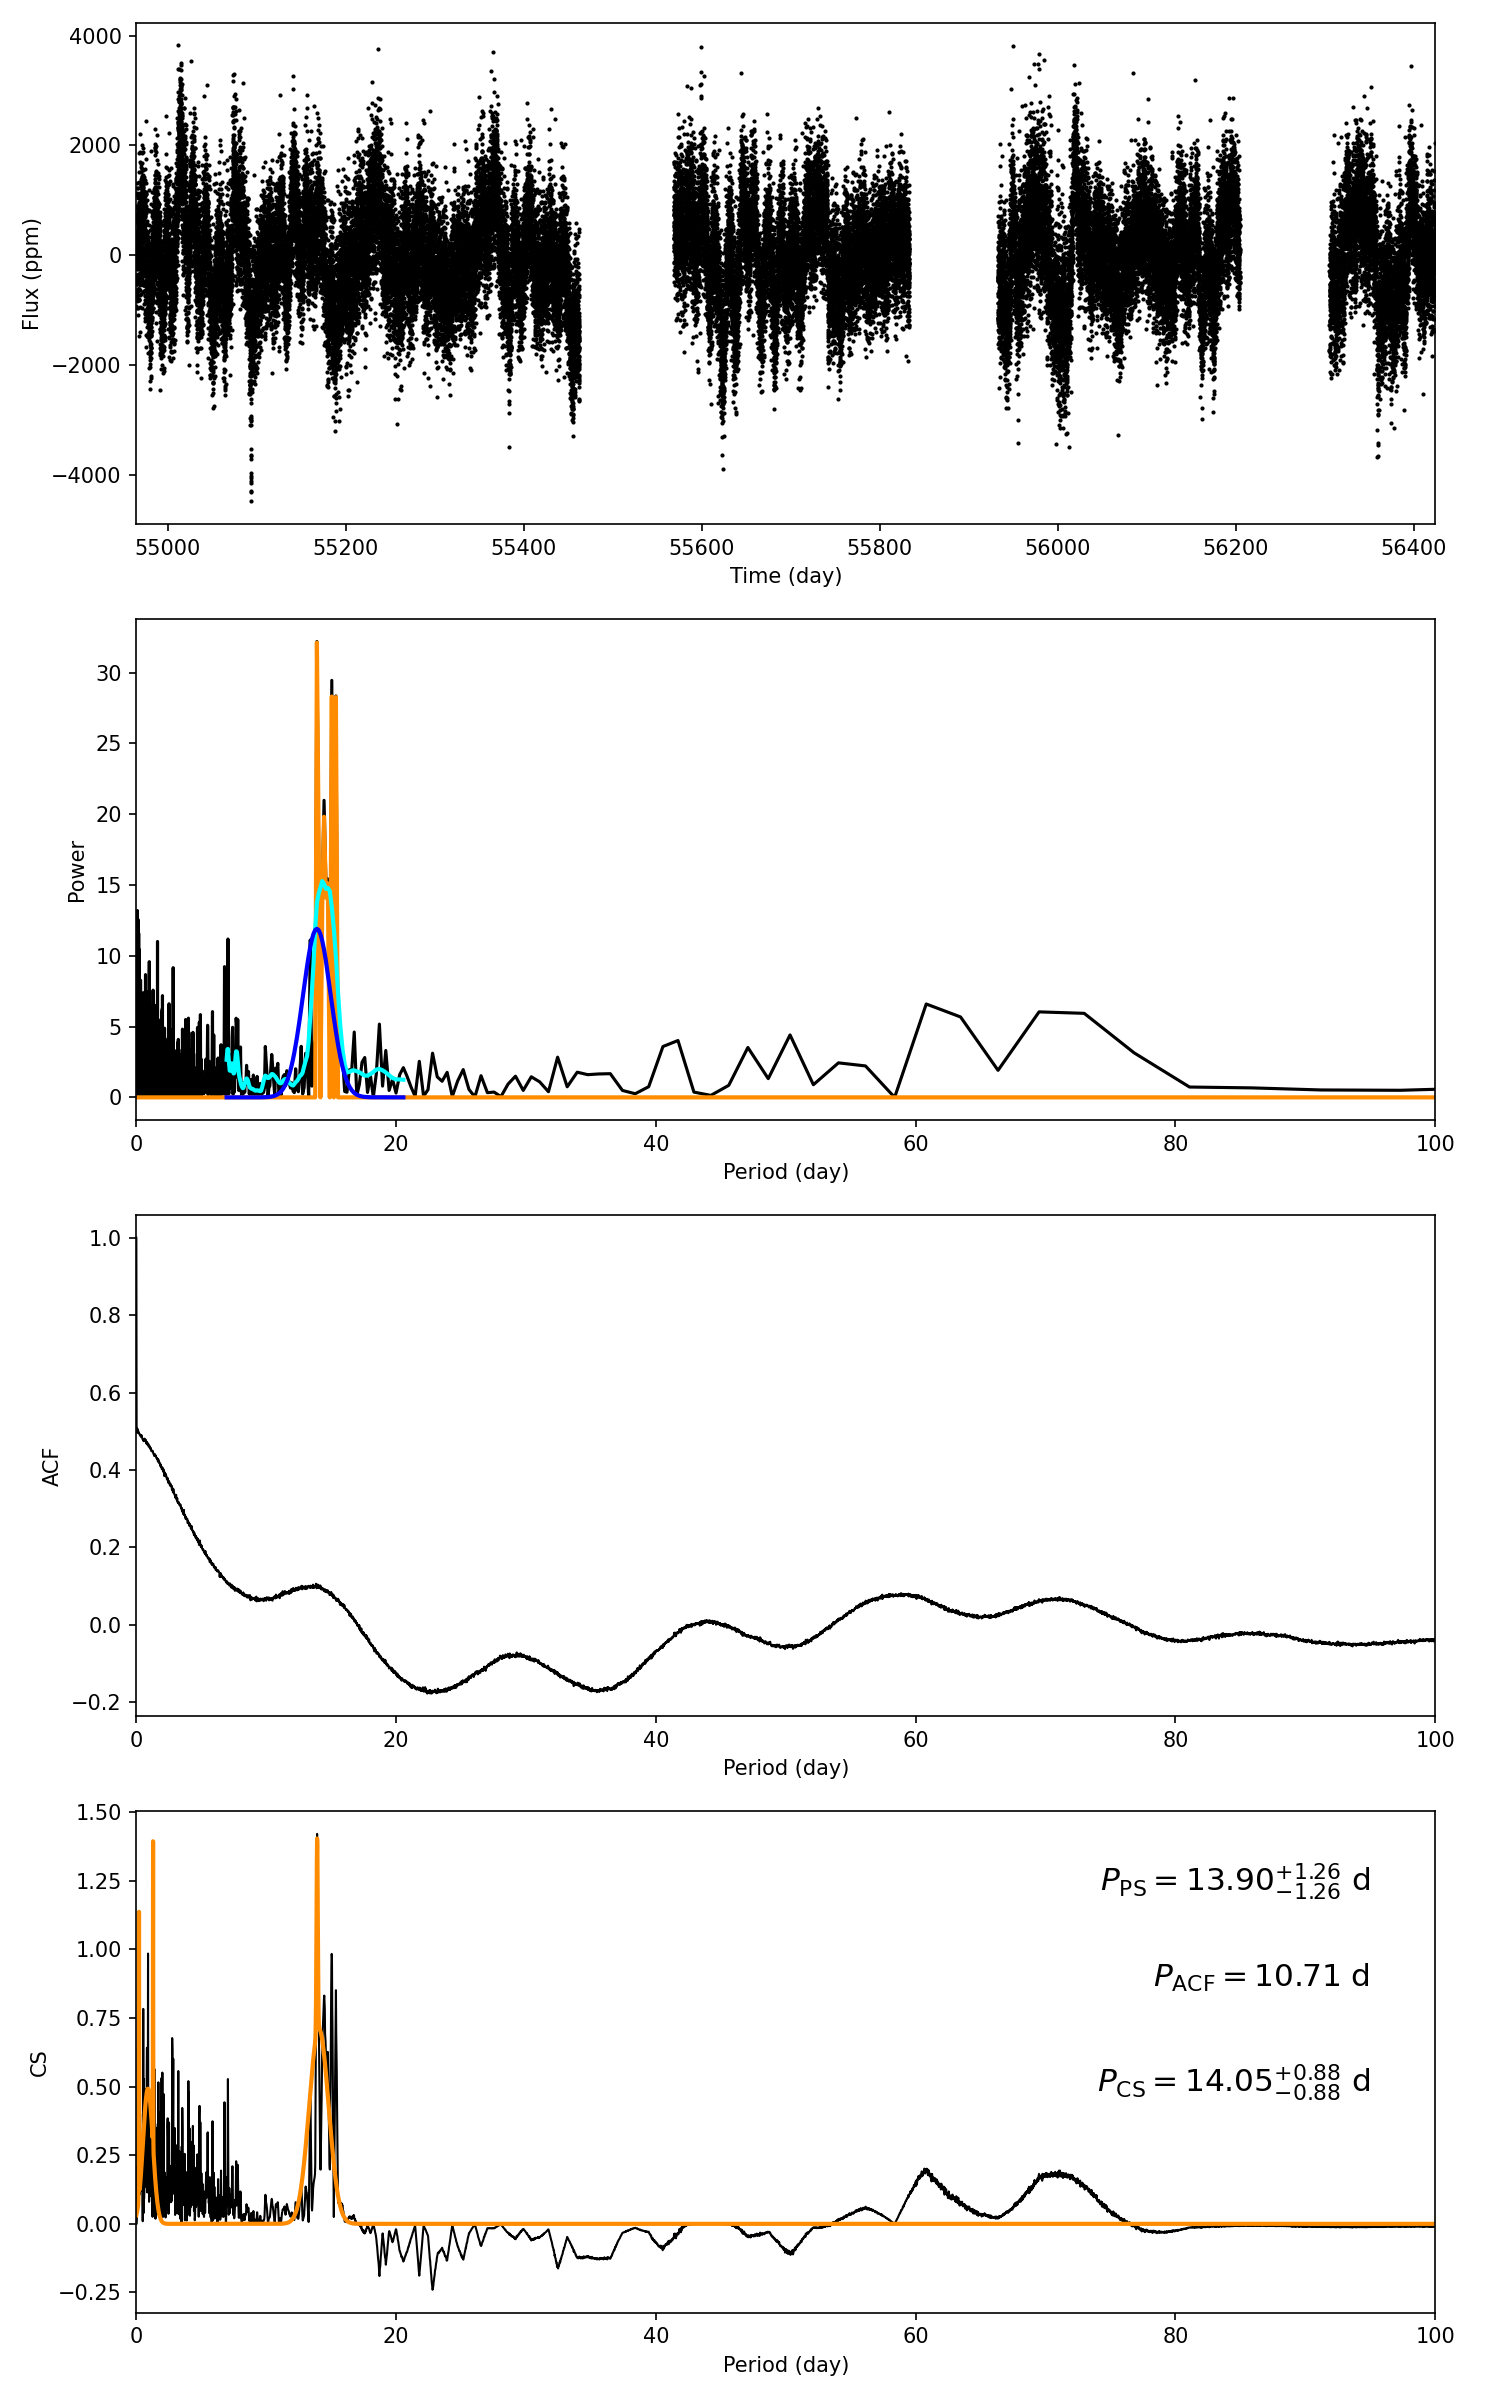 4000
2000
0
−2000
−4000
Flux (ppm)
55000 55200 55400 55600 55800 56000 56200 56400
Time (day)
30
25
20
15
10
5
0
Power
0 20 40 60 80 100
Period (day)
1.0
0.8
0.6
0.4
0.2
0.0
−0.2
ACF
0 20 40 60 80 100
Period (day)
1.50
1.25
1.00
0.75
0.50
0.25
0.00
−0.25
CS
P_PS = 13.90^{+1.26}_{−1.26} d
P_ACF = 10.71 d
P_CS = 14.05^{+0.88}_{−0.88} d
0 20 40 60 80 100
Period (day)